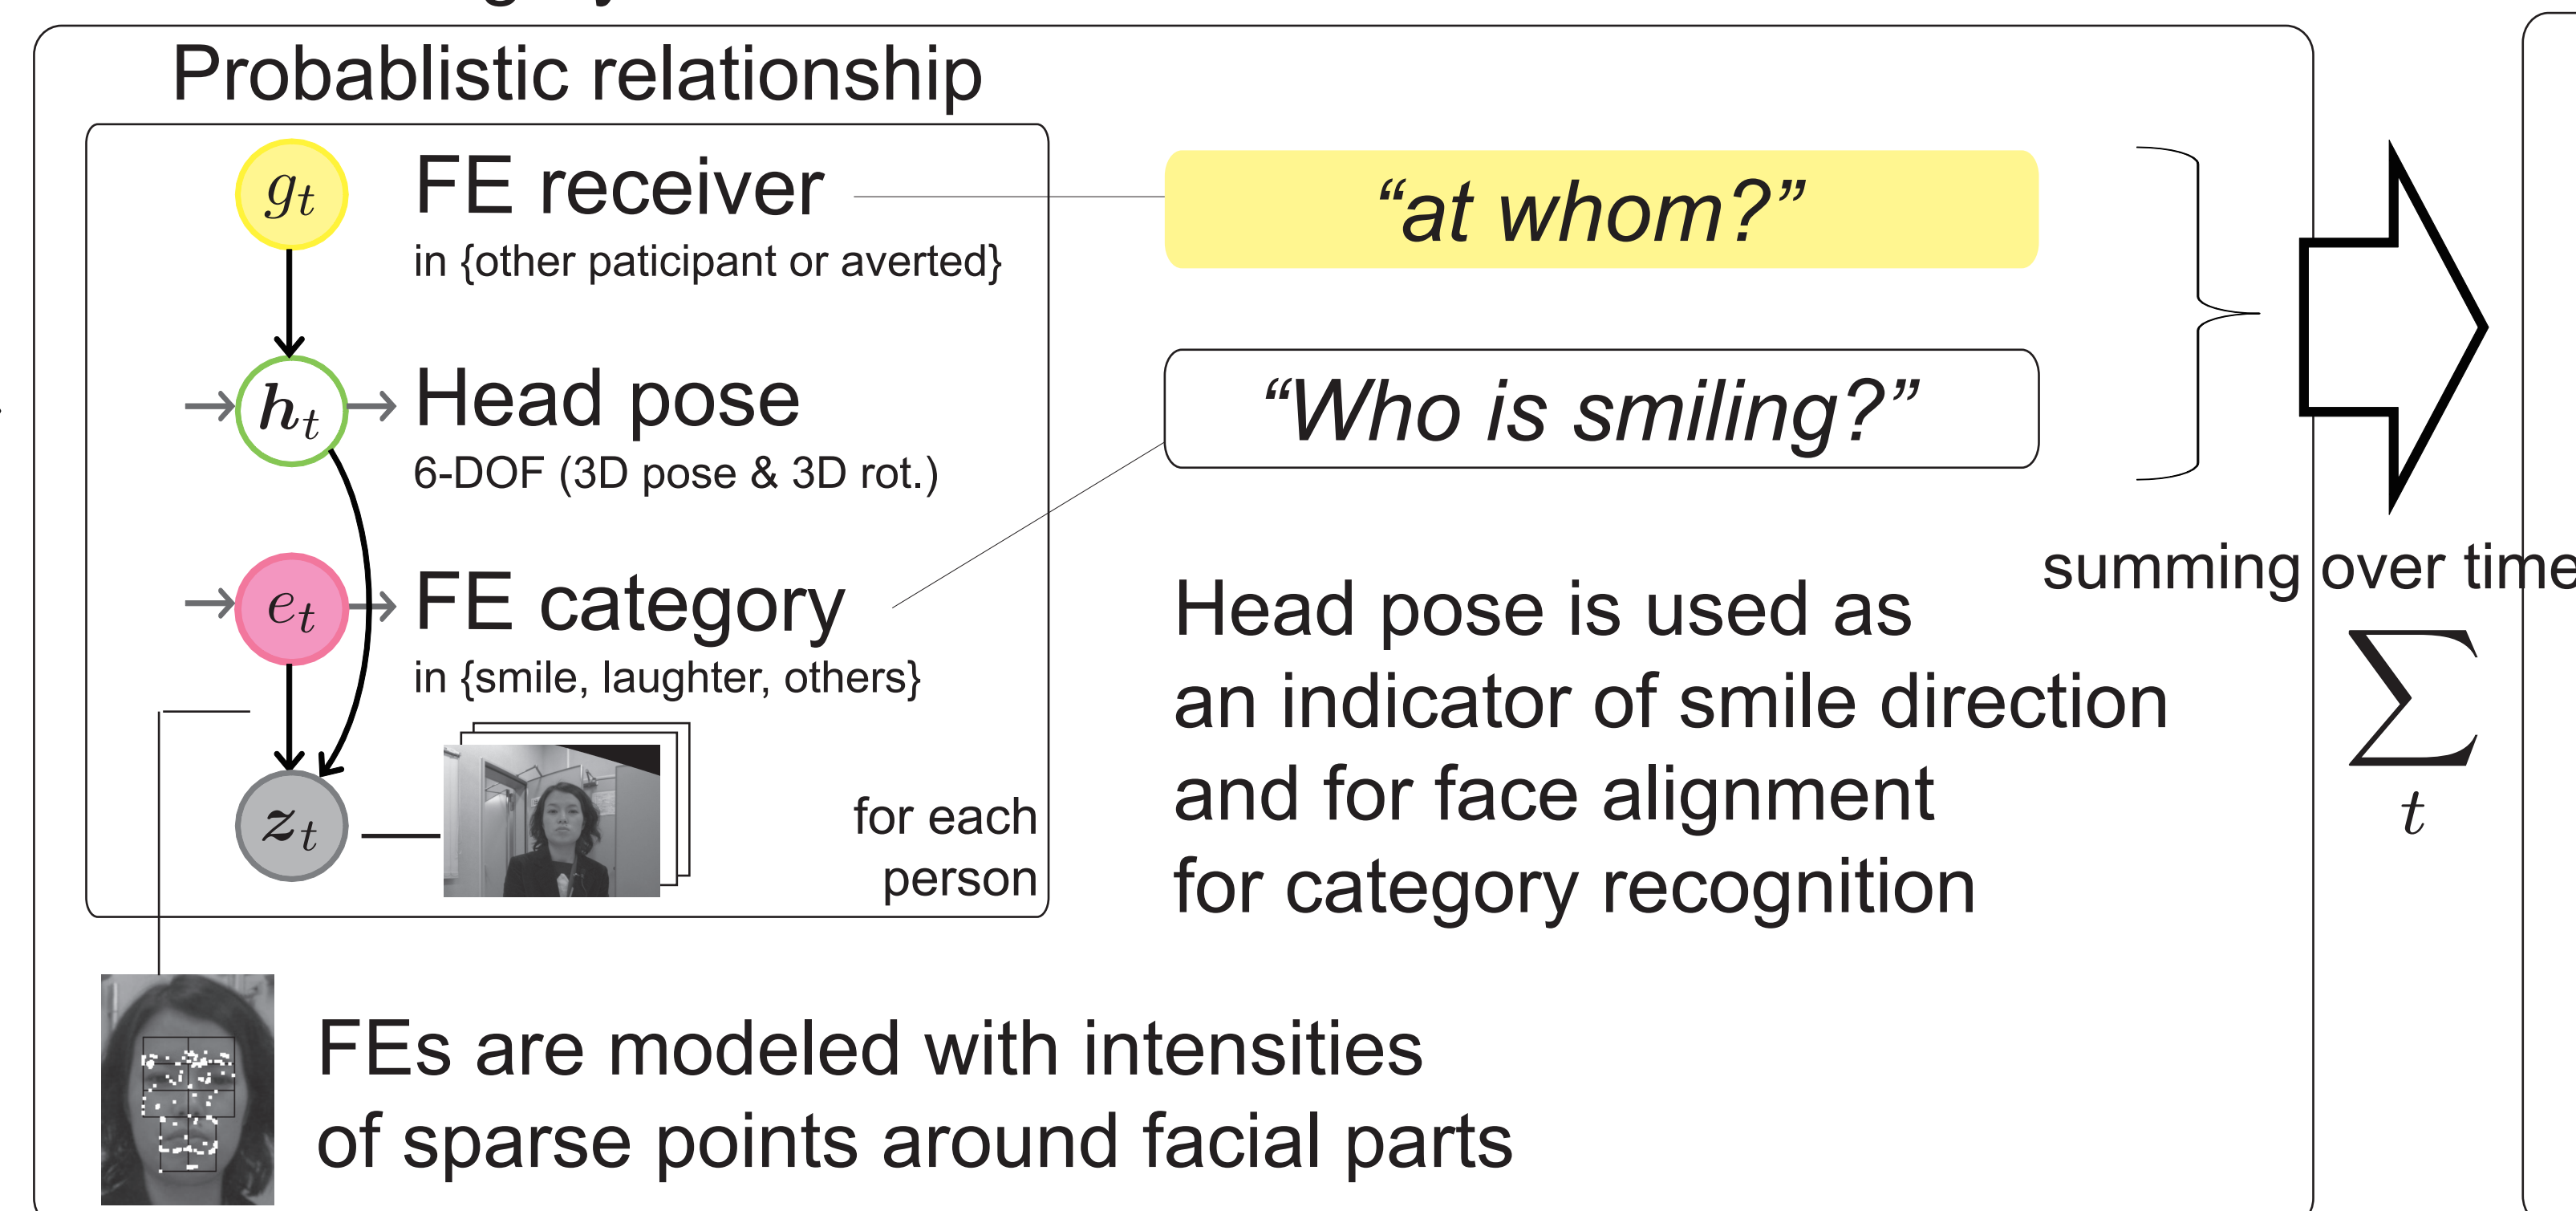 Probablistic relationship
g_t
FE receiver
in {other paticipant or averted}
h_t
Head pose
6-DOF (3D pose & 3D rot.)
e_t
FE category
in {smile, laughter, others}
z_t
for each
person
“at whom?”
“Who is smiling?”
Head pose is used as
an indicator of smile direction
and for face alignment
for category recognition
summing over time
∑
t
FEs are modeled with intensities
of sparse points around facial parts